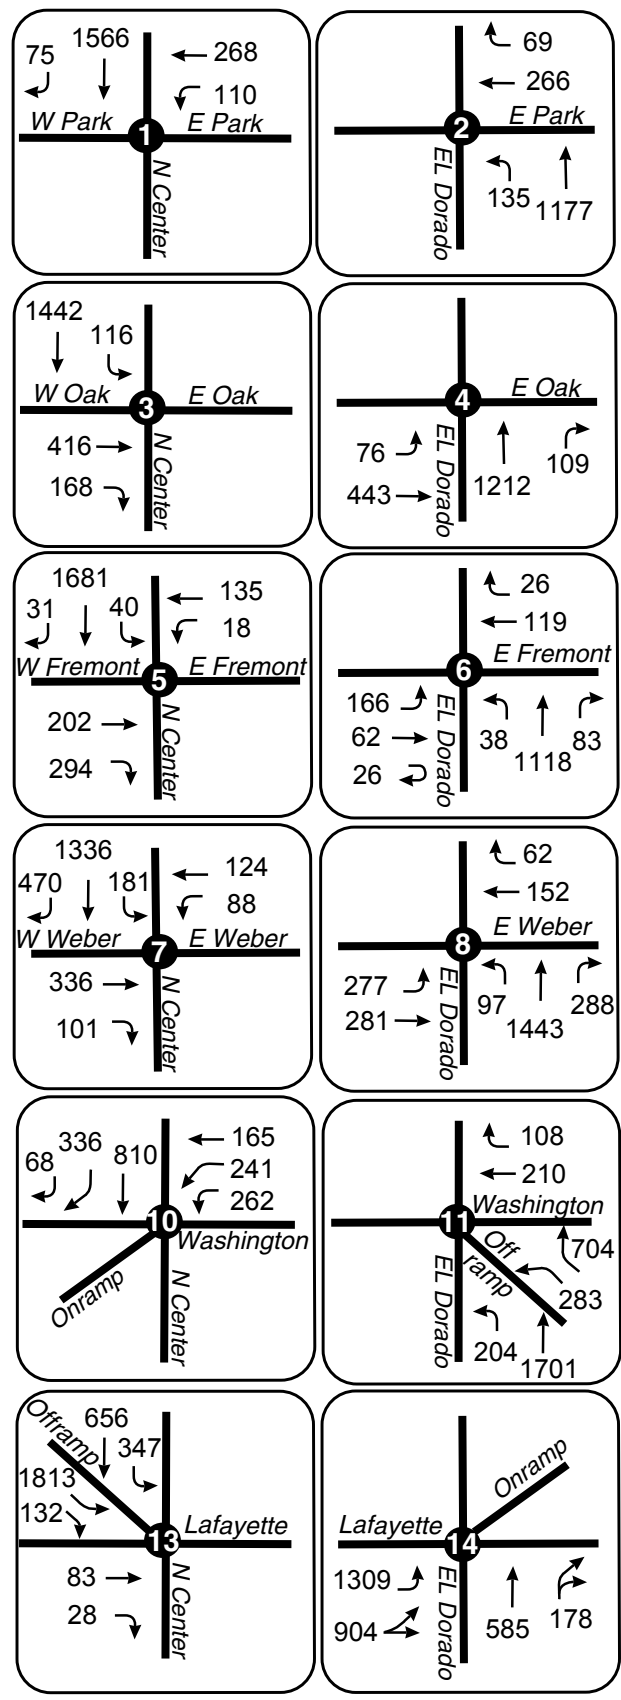 1566
75
268
110
W Park
E Park
1
N Center
69
266
E Park
2
EL Dorado
135
1177
1442
116
W Oak
E Oak
3
416
168
N Center
E Oak
4
76
443
EL Dorado
1212
109
1681
31
40
135
18
W Fremont
E Fremont
5
202
294
N Center
26
119
E Fremont
6
166
62
26
EL Dorado
38
1118
83
1336
470
181
124
88
W Weber
E Weber
7
336
101
N Center
62
152
E Weber
8
277
281
EL Dorado
97
1443
288
68
336
810
165
241
262
10
Washington
Onramp
N Center
108
210
Washington
11
Off
ramp
704
283
EL Dorado
204
1701
Offramp
656
347
1813
132
13
Lafayette
83
28
N Center
Onramp
Lafayette
14
1309
904
EL Dorado
585
178